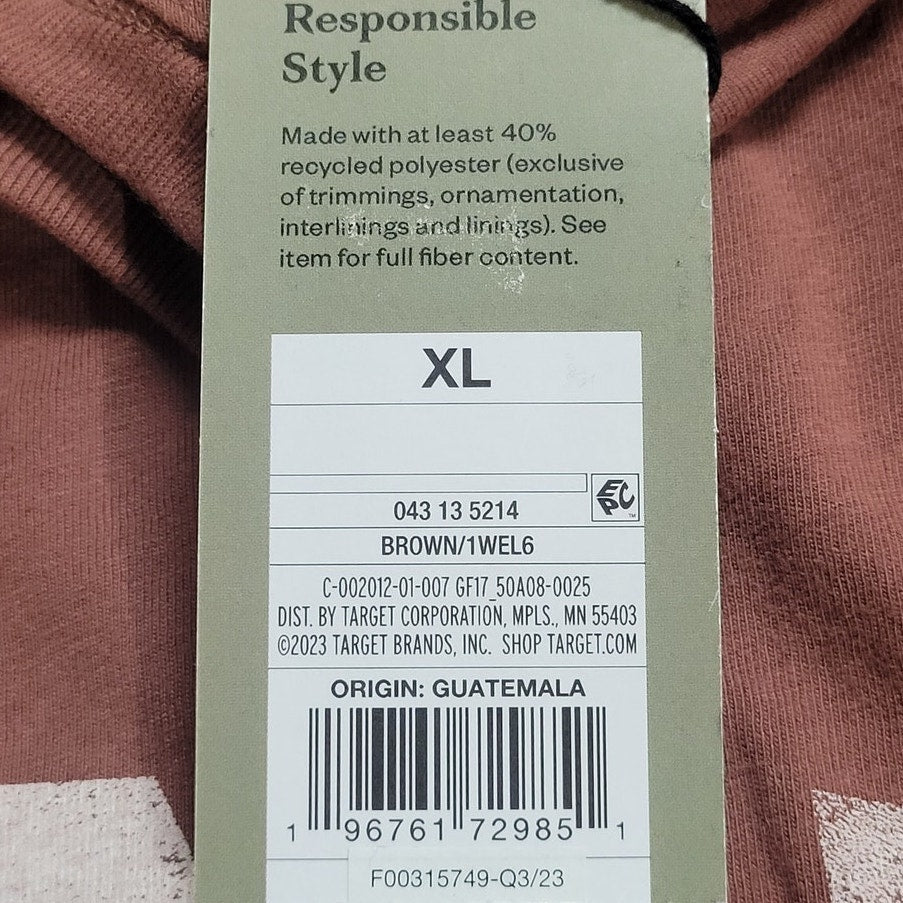 Responsible
Style
Made with at least 40%
recycled polyester (exclusive
of trimmings, ornamentation,
interlinings and linings). See
item for full fiber content.
XL
EPC
TM
043 13 5214
BROWN/1WEL6
C-002012-01-007 GF17_50A08-0025
DIST. BY TARGET CORPORATION, MPLS., MN 55403
©2023 TARGET BRANDS, INC. SHOP TARGET.COM
ORIGIN: GUATEMALA
1 96761 72985 1
F00315749-Q3/23